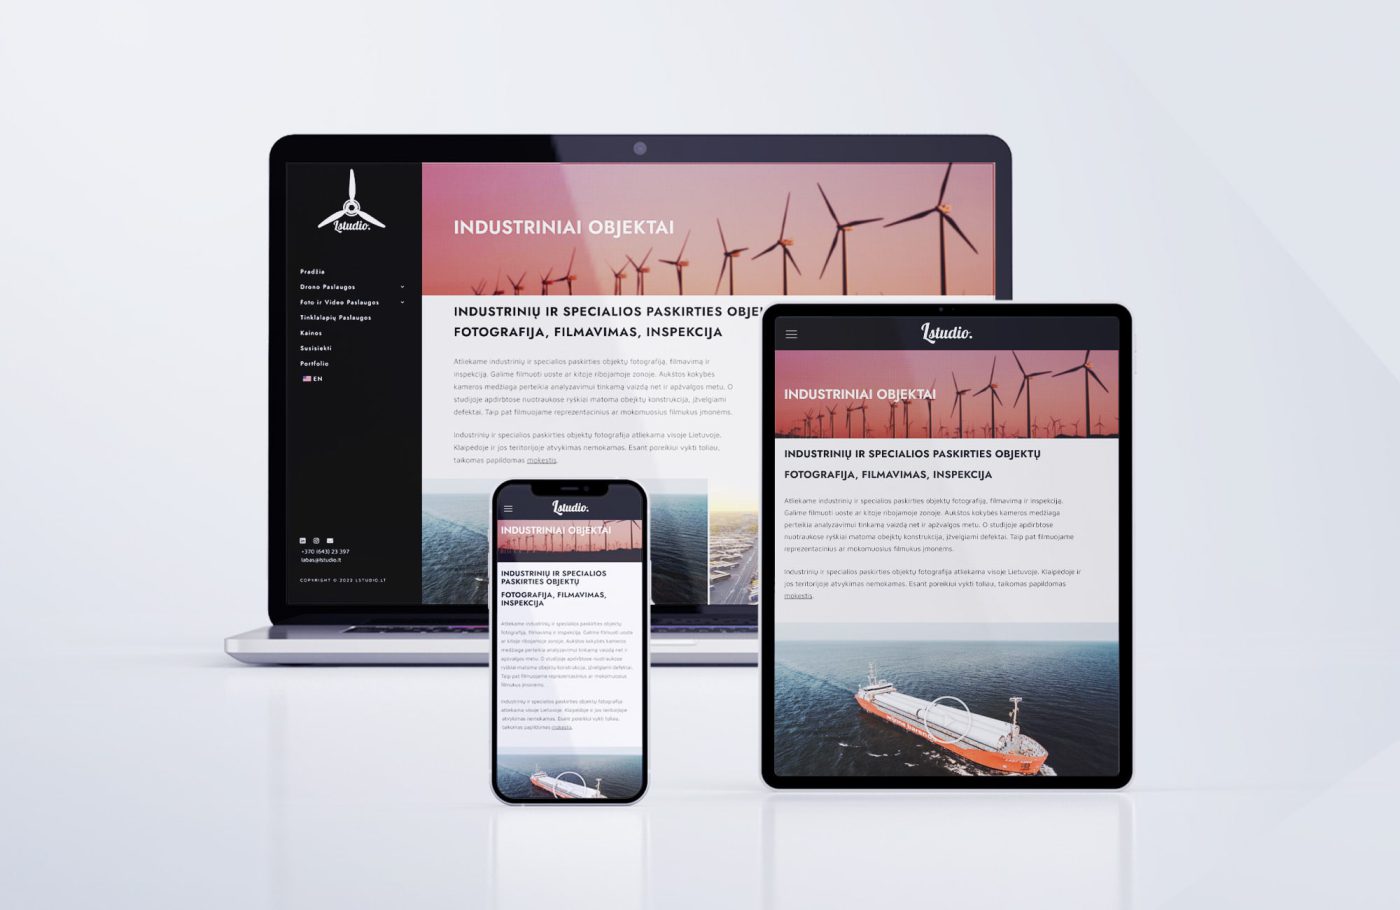 Lstudio.
Pradžia
Drono Paslaugos
Foto ir Video Paslaugos
Tinklalapių Paslaugos
Kainos
Susisiekti
Portfolio
EN
+370 (643) 23 397
labas@lstudio.lt
COPYRIGHT © 2023 LSTUDIO.LT
INDUSTRINIAI OBJEKTAI
INDUSTRINIŲ IR SPECIALIOS PASKIRTIES OBJE
FOTOGRAFIJA, FILMAVIMAS, INSPEKCIJA
Atliekame industrinių ir specialios paskirties objektų fotografiją, filmavimą ir
inspekciją. Galime filmuoti uoste ar kitoje ribojamoje zonoje. Aukštos kokybės
kameros medžiaga perteikia analyzavimui tinkamą vaizdą net ir apžvalgos metu. O
studijoje apdirbtose nuotraukose ryškiai matoma obejktų konstrukcija, įžvelgiami
defektai. Taip pat filmuojame reprezentacinius ar mokomuosius filmukus įmonėms.
Industrinių ir specialios paskirties objektų fotografija atliekama visoje Lietuvoje.
Klaipėdoje ir jos teritorijoje atvykimas nemokamas. Esant poreikiui vykti toliau,
taikomas papildomas mokestis.
Lstudio.
INDUSTRINIAI OBJEKTAI
INDUSTRINIŲ IR SPECIALIOS
PASKIRTIES OBJEKTŲ
FOTOGRAFIJA, FILMAVIMAS,
INSPEKCIJA
Atliekame industrinių ir specialios paskirties objektų
fotografiją, filmavimą ir inspekciją. Galime filmuoti uoste
ar kitoje ribojamoje zonoje. Aukštos kokybės kameros
medžiaga perteikia analyzavimui tinkamą vaizdą net ir
apžvalgos metu. O studijoje apdirbtose nuotraukose
ryškiai matoma obejktų konstrukcija, įžvelgiami defektai.
Taip pat filmuojame reprezentacinius ar mokomuosius
filmukus įmonėms.
Industrinių ir specialios paskirties objektų fotografija
atliekama visoje Lietuvoje. Klaipėdoje ir jos teritorijoje
atvykimas nemokamas. Esant poreikiui vykti toliau,
taikomas papildomas mokestis.
Lstudio.
INDUSTRINIAI OBJEKTAI
INDUSTRINIŲ IR SPECIALIOS PASKIRTIES OBJEKTŲ
FOTOGRAFIJA, FILMAVIMAS, INSPEKCIJA
Atliekame industrinių ir specialios paskirties objektų fotografiją, filmavimą ir inspekciją.
Galime filmuoti uoste ar kitoje ribojamoje zonoje. Aukštos kokybės kameros medžiaga
perteikia analyzavimui tinkamą vaizdą net ir apžvalgos metu. O studijoje apdirbtose
nuotraukose ryškiai matoma obejktų konstrukcija, įžvelgiami defektai. Taip pat filmuojame
reprezentacinius ar mokomuosius filmukus įmonėms.
Industrinių ir specialios paskirties objektų fotografija atliekama visoje Lietuvoje. Klaipėdoje ir
jos teritorijoje atvykimas nemokamas. Esant poreikiui vykti toliau, taikomas papildomas
mokestis.